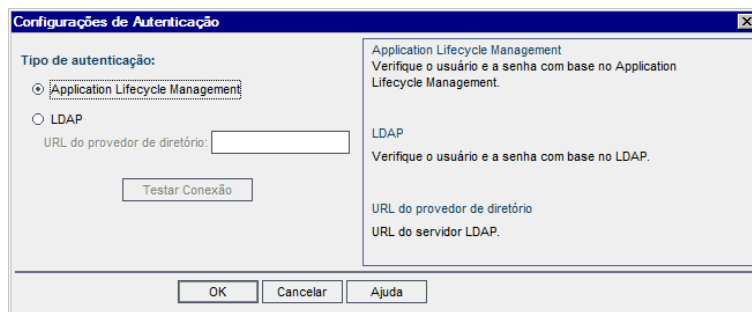 Configurações de Autenticação
Tipo de autenticação:
Application Lifecycle Management
LDAP
URL do provedor de diretório:
Testar Conexão
Application Lifecycle Management
Verifique o usuário e a senha com base no Application
Lifecycle Management.
LDAP
Verifique o usuário e a senha com base no LDAP.
URL do provedor de diretório
URL do servidor LDAP.
OK
Cancelar
Ajuda